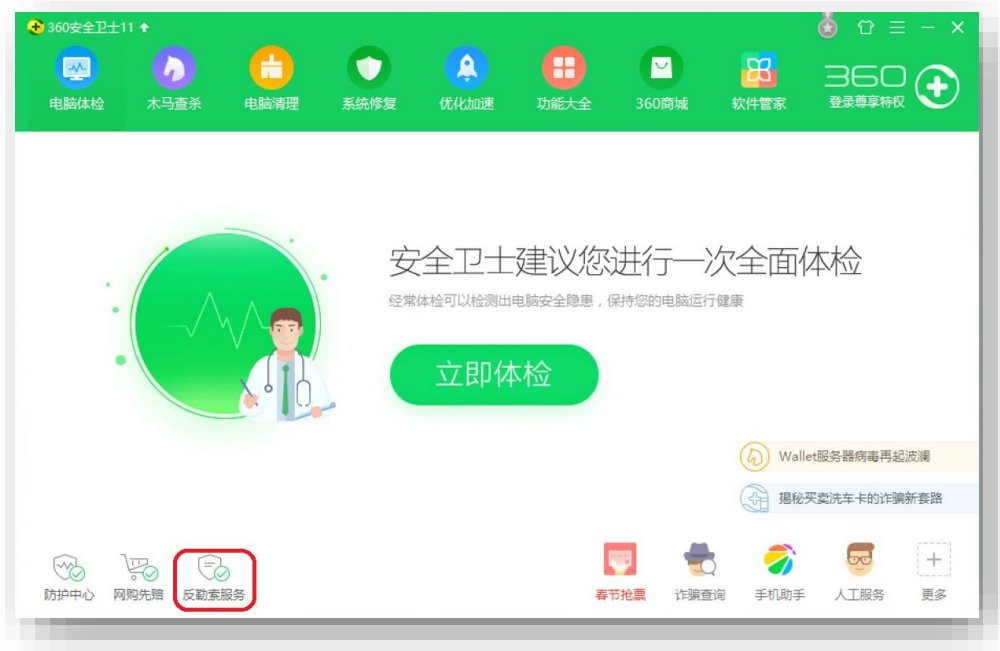 360安全卫士11
电脑体检
木马查杀
电脑清理
系统修复
优化加速
功能大全
360商城
软件管家
360
登录尊享特权
安全卫士建议您进行一次全面体检
经常体检可以检测出电脑安全隐患，保持您的电脑运行健康
立即体检
Wallet服务器病毒再起波澜
揭秘买卖洗车卡的诈骗新套路
防护中心
网购先赔
反勒索服务
春节抢票
诈骗查询
手机助手
人工服务
更多